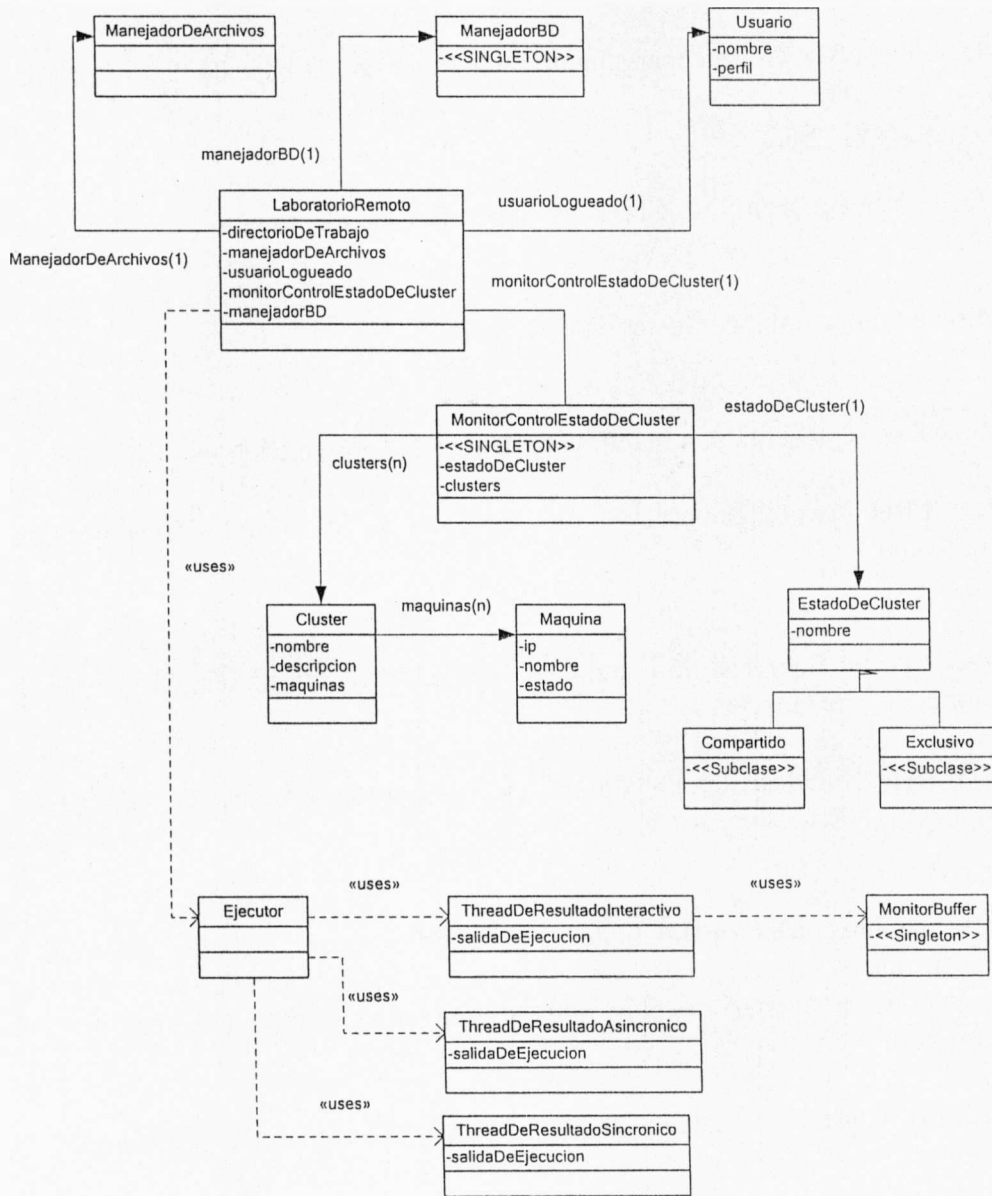 ManejadorDeArchivos
ManejadorBD
-<<SINGLETON>>
Usuario
-nombre
-perfil
manejadorBD(1)
usuarioLogueado(1)
LaboratorioRemoto
-directorioDeTrabajo
-manejadorDeArchivos
-usuarioLogueado
-monitorControlEstadoDeCluster
-manejadorBD
ManejadorDeArchivos(1)
monitorControlEstadoDeCluster(1)
MonitorControlEstadoDeCluster
-<<SINGLETON>>
-estadoDeCluster
-clusters
estadoDeCluster(1)
clusters(n)
«uses»
Cluster
-nombre
-descripcion
-maquinas
maquinas(n)
Maquina
-ip
-nombre
-estado
EstadoDeCluster
-nombre
Compartido
-<<Subclase>>
Exclusivo
-<<Subclase>>
Ejecutor
«uses»
ThreadDeResultadoInteractivo
-salidaDeEjecucion
«uses»
MonitorBuffer
-<<Singleton>>
«uses»
ThreadDeResultadoAsincronico
-salidaDeEjecucion
«uses»
ThreadDeResultadoSincronico
-salidaDeEjecucion